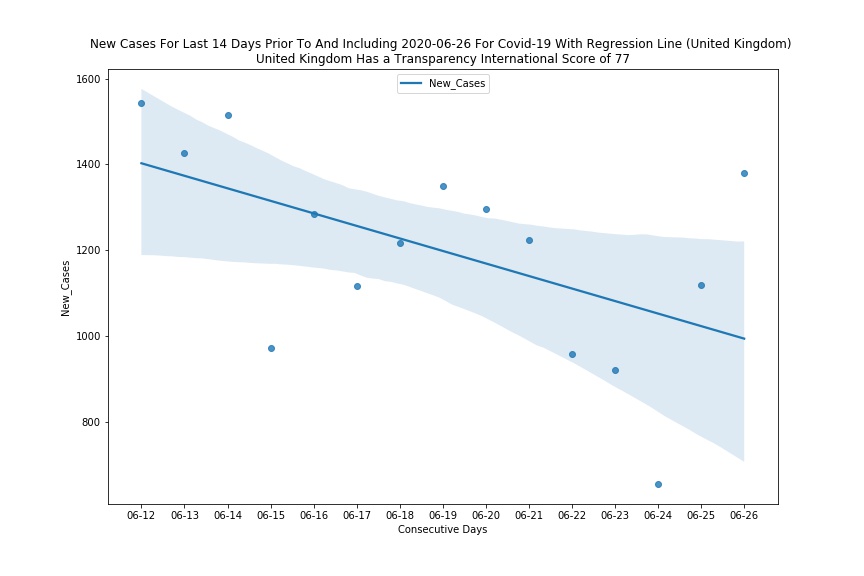 New Cases For Last 14 Days Prior To And Including 2020-06-26 For Covid-19 With Regression Line (United Kingdom)
United Kingdom Has a Transparency International Score of 77
New_Cases
1600
1400
1200
1000
800
New_Cases
06-12 06-13 06-14 06-15 06-16 06-17 06-18 06-19 06-20 06-21 06-22 06-23 06-24 06-25 06-26
Consecutive Days